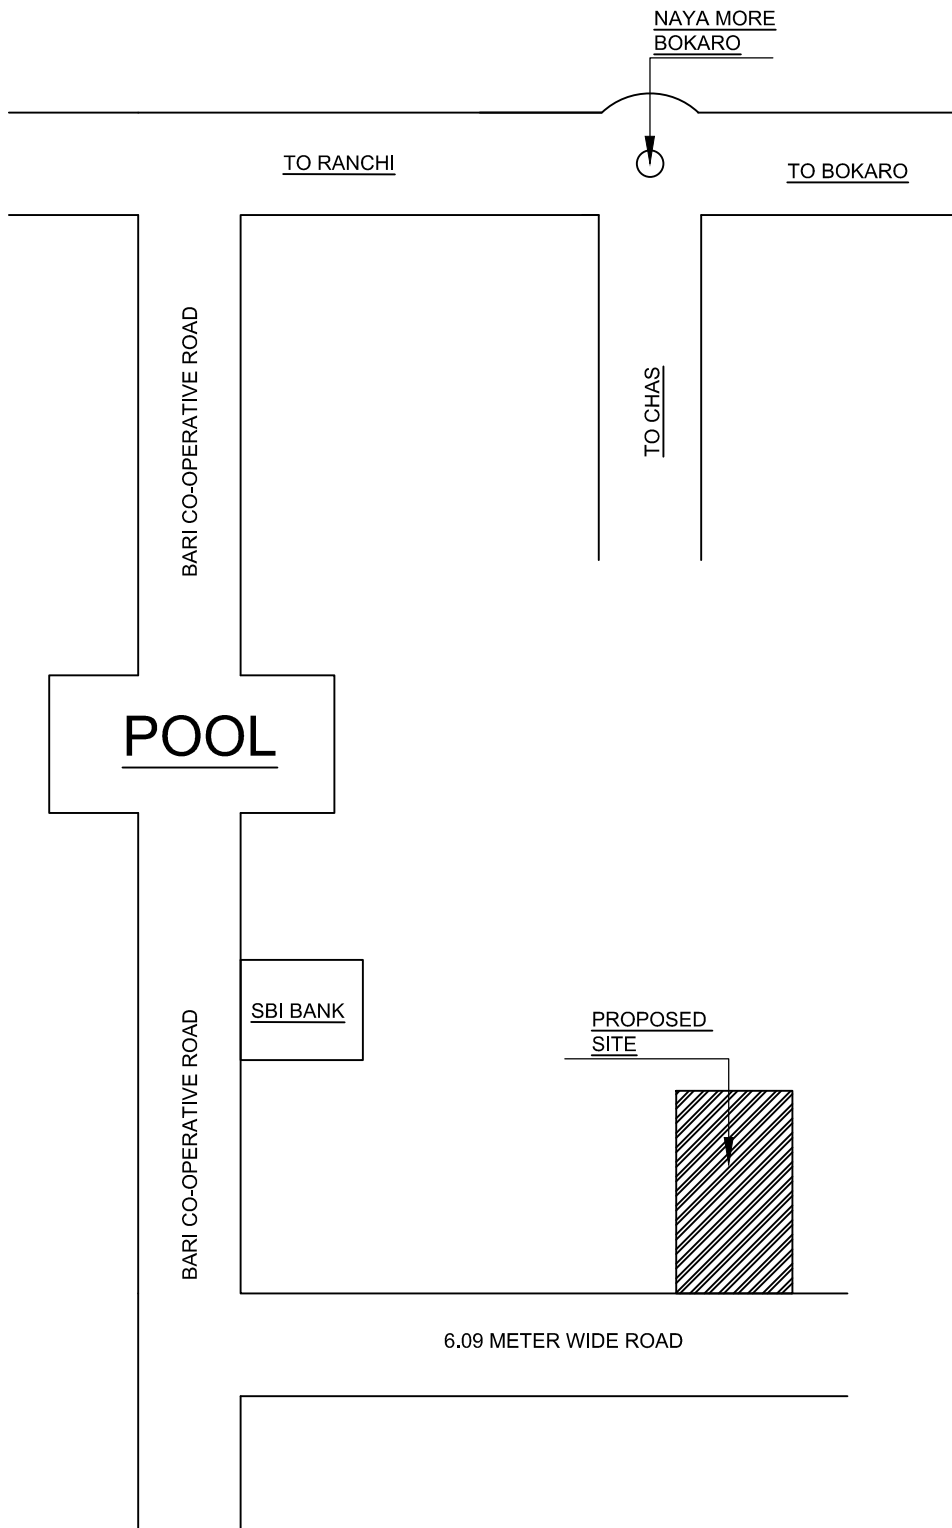 NAYA MORE
BOKARO
TO RANCHI
TO BOKARO
BARI CO-OPERATIVE ROAD
TO CHAS
POOL
SBI BANK
PROPOSED
SITE
BARI CO-OPERATIVE ROAD
6.09 METER WIDE ROAD